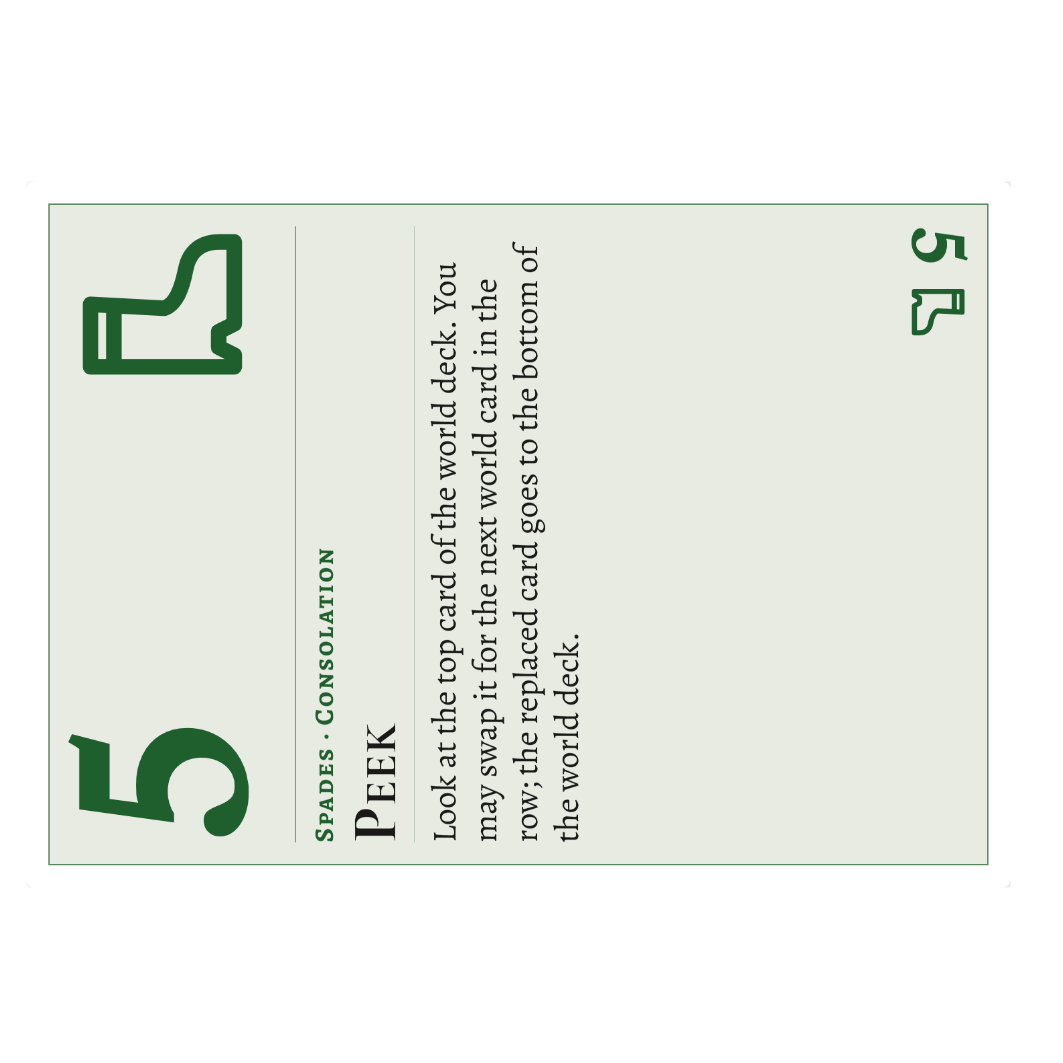 5
Spades · Consolation
Peek
Look at the top card of the world deck. You
may swap it for the next world card in the
row; the replaced card goes to the bottom of
the world deck.
5